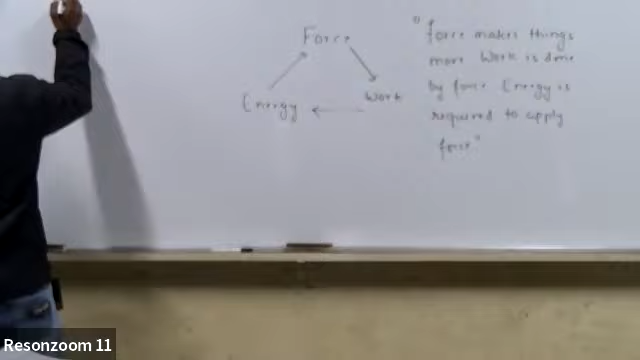 Force
Energy
Work
"force makes things
more Work is done
by force Energy is
required to apply
force"
Resonzoom 11